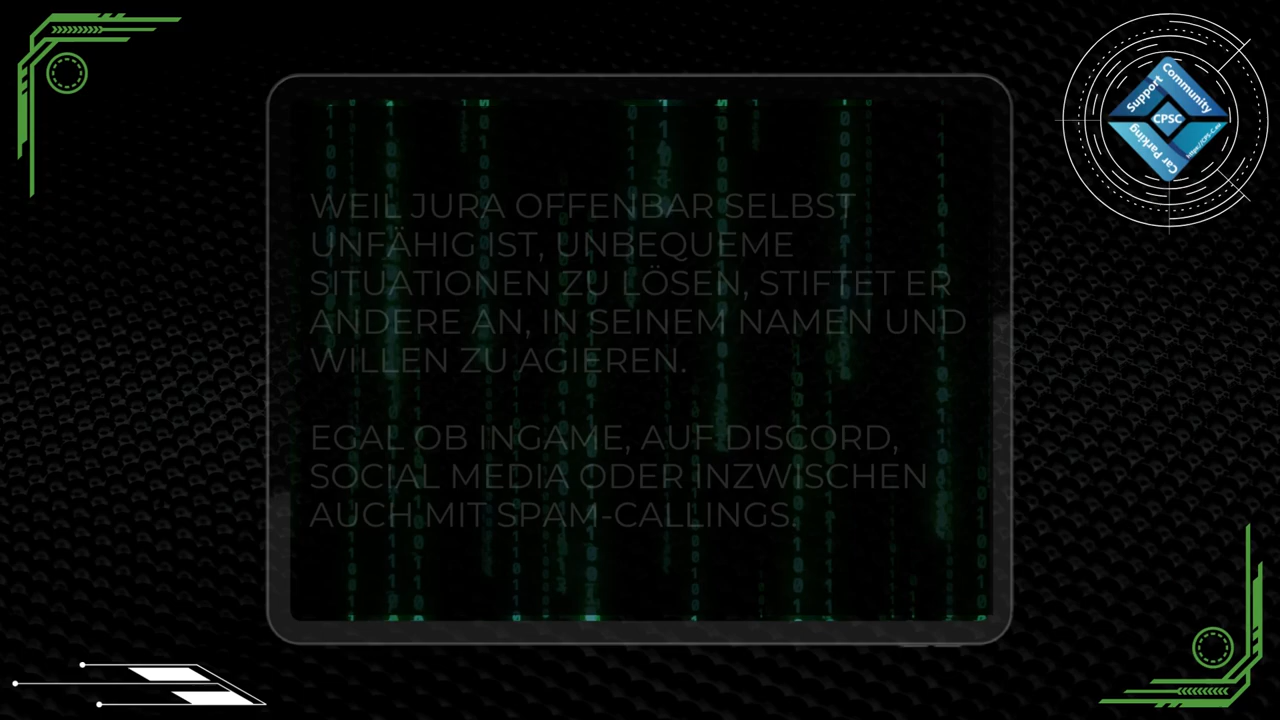 WEIL JURA OFFENBAR SELBST
UNFÄHIG IST, UNBEQUEME
SITUATIONEN ZU LÖSEN, STIFTET ER
ANDERE AN, IN SEINEM NAMEN UND
WILLEN ZU AGIEREN.
EGAL OB INGAME, AUF DISCORD,
SOCIAL MEDIA ODER INZWISCHEN
AUCH MIT SPAM-CALLINGS.
Support
Community
CPSC
Car Parking